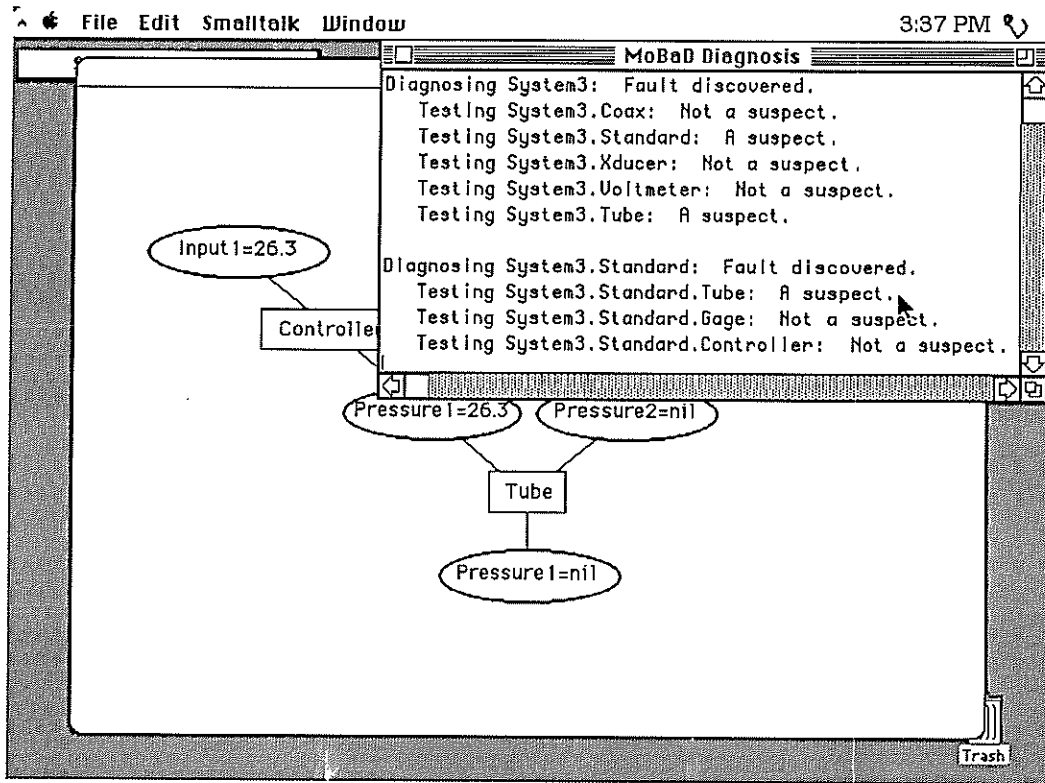 File Edit Smalltalk Window 3:37 PM
MoBaD Diagnosis
Diagnosing System3: Fault discovered.
Testing System3.Coax: Not a suspect.
Testing System3.Standard: A suspect.
Testing System3.Xducer: Not a suspect.
Testing System3.Voltmeter: Not a suspect.
Testing System3.Tube: A suspect.
Diagnosing System3.Standard: Fault discovered.
Testing System3.Standard.Tube: A suspect.
Testing System3.Standard.Gage: Not a suspect.
Testing System3.Standard.Controller: Not a suspect.
Input1=26.3
Controller
Pressure1=26.3 Pressure2=nil
Tube
Pressure1=nil
Trash